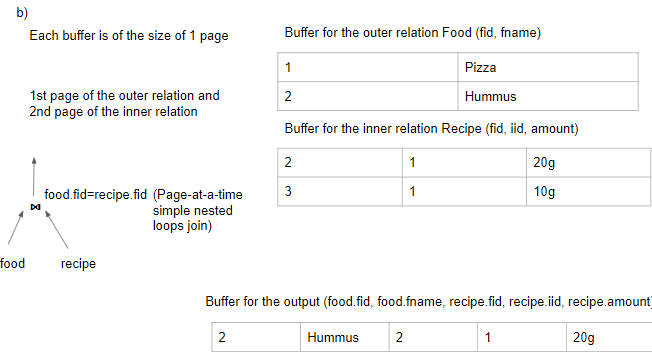 b)
Each buffer is of the size of 1 page
Buffer for the outer relation Food (fid, fname)
1 Pizza
2 Hummus
1st page of the outer relation and
2nd page of the inner relation
Buffer for the inner relation Recipe (fid, iid, amount)
2 1 20g
3 1 10g
food.fid=recipe.fid (Page-at-a-time
simple nested
loops join)
⋈
food recipe
Buffer for the output (food.fid, food.fname, recipe.fid, recipe.iid, recipe.amount)
2 Hummus 2 1 20g